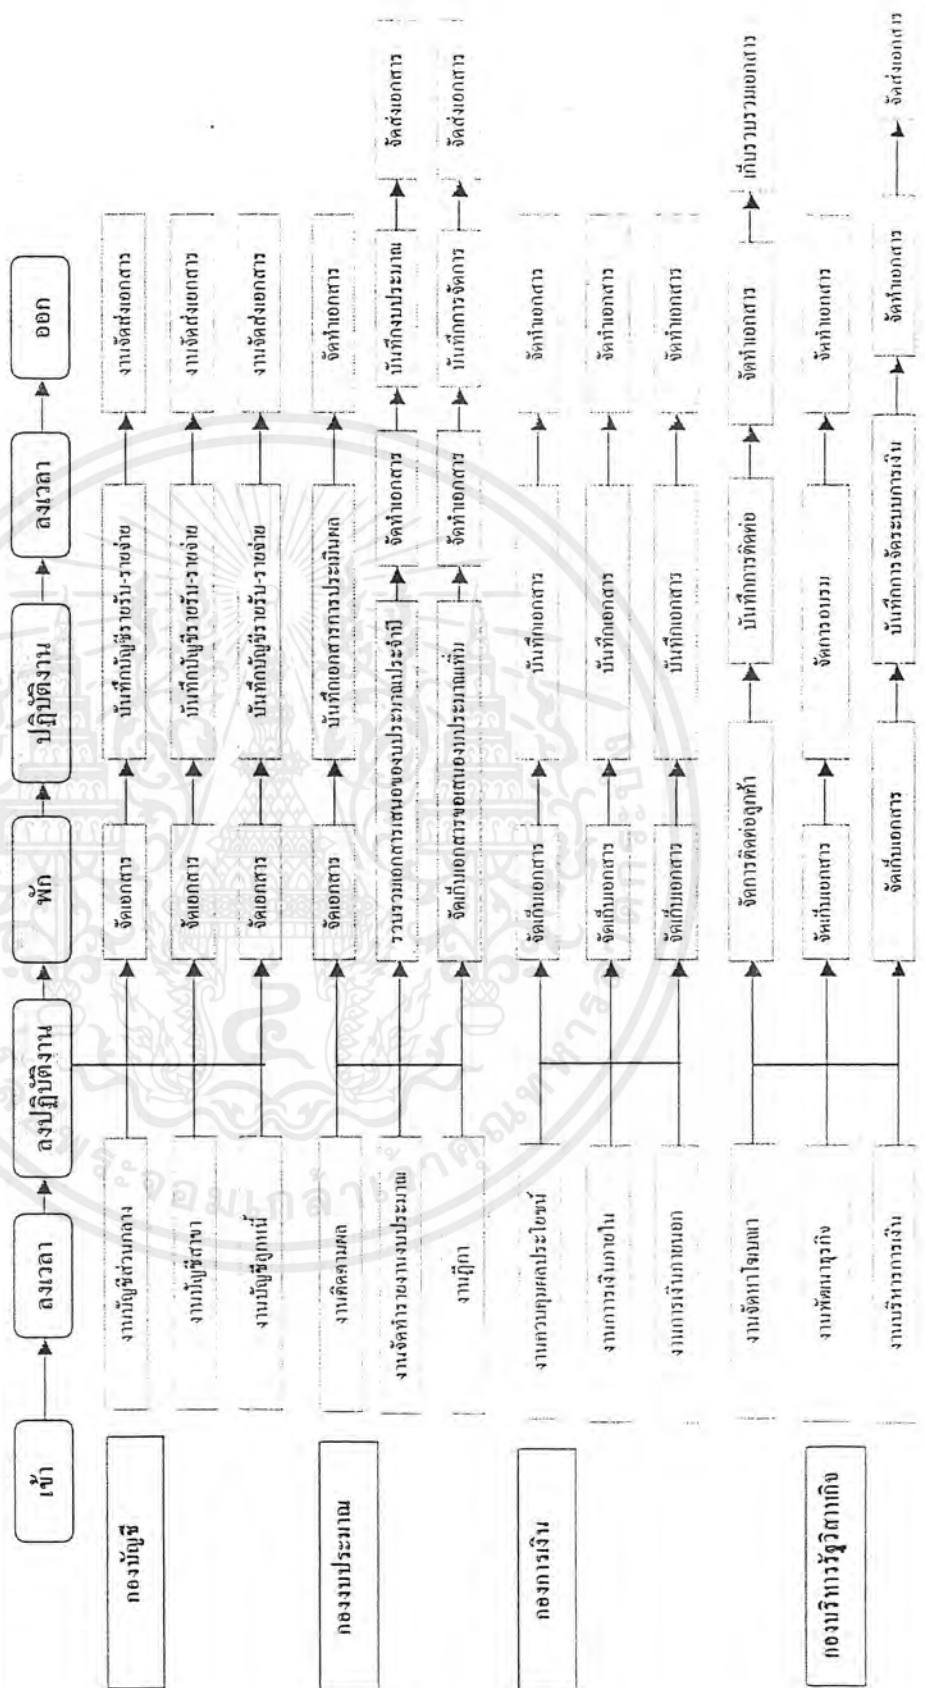 เข้า
ลงเวลา
ลงปฏิบัติงาน
พัก
ปฏิบัติงาน
ลงเวลา
ออก
กองบัญชี
งานบัญชีส่วนกลาง
จัดเอกสาร
บันทึกบัญชีรายรับ-รายจ่าย
งานจัดส่งเอกสาร
งานบัญชีสาขา
จัดเอกสาร
บันทึกบัญชีรายรับ-รายจ่าย
งานจัดส่งเอกสาร
งานบัญชีลูกหนี้
จัดเอกสาร
บันทึกบัญชีรายรับ-รายจ่าย
งานจัดส่งเอกสาร
กองงบประมาณ
งานติดตามผล
จัดเอกสาร
บันทึกเอกสารการประเมินผล
จัดทำเอกสาร
งานจัดทำรายงานงบประมาณ
รวบรวมเอกสารเสนอของบประมาณประจำปี
จัดทำเอกสาร
บันทึกงบประมาณ
จัดส่งเอกสาร
งานฎีกา
จัดเก็บเอกสารขอเสนองบประมาณเพิ่ม
จัดทำเอกสาร
บันทึกการจัดการ
จัดส่งเอกสาร
กองการเงิน
งานควบคุมผลประโยชน์
จัดเก็บเอกสาร
บันทึกเอกสาร
จัดทำเอกสาร
งานการเงินภายใน
จัดเก็บเอกสาร
บันทึกเอกสาร
จัดทำเอกสาร
งานการเงินภายนอก
จัดเก็บเอกสาร
บันทึกเอกสาร
จัดทำเอกสาร
กองบริหารรัฐวิสาหกิจ
งานจัดหาโฆษณา
จัดการติดต่อลูกค้า
บันทึกการติดต่อ
จัดทำเอกสาร
เก็บรวบรวมเอกสาร
งานพัฒนาธุรกิจ
จัดเก็บเอกสาร
จัดการอบรม
จัดทำเอกสาร
งานบริหารการเงิน
จัดเก็บเอกสาร
บันทึกการจัดระบบการเงิน
จัดทำเอกสาร
จัดส่งเอกสาร